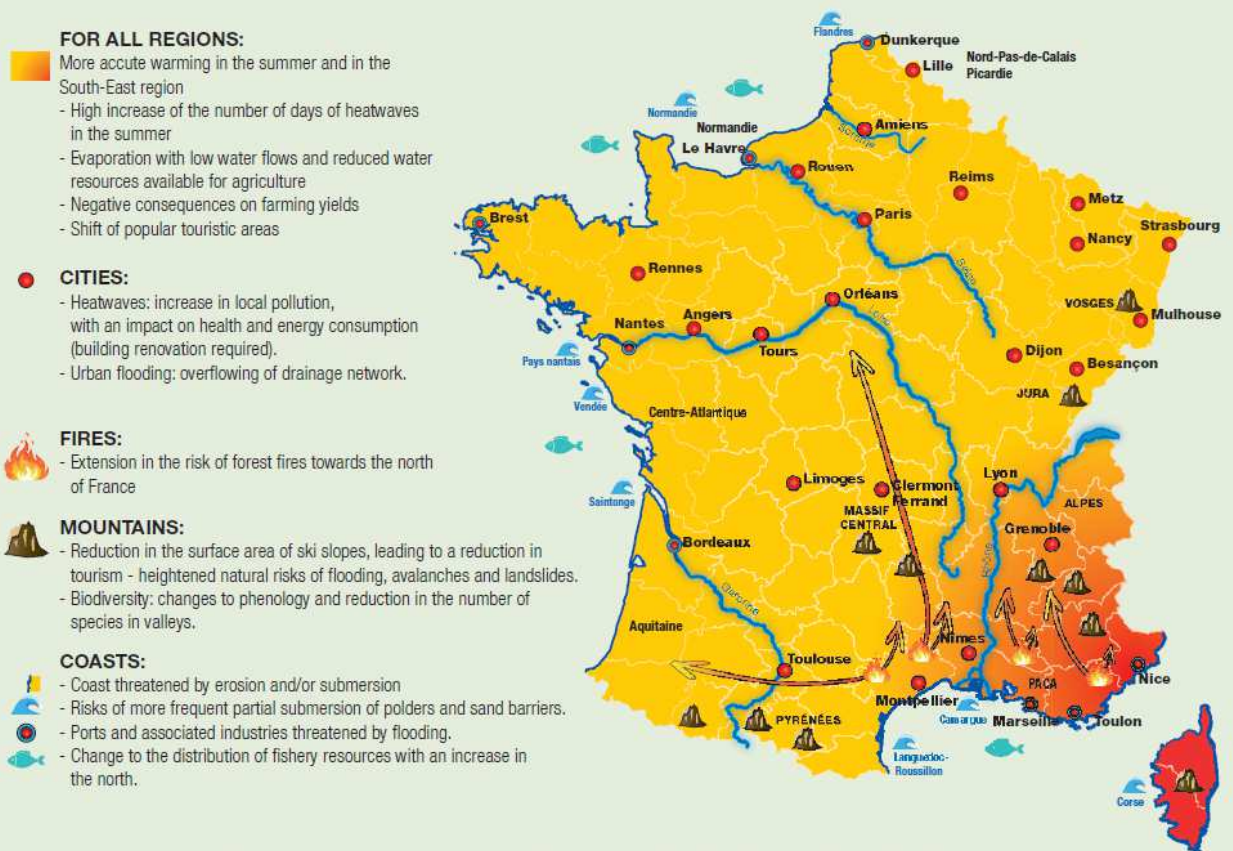 FOR ALL REGIONS:
More accute warming in the summer and in the
South-East region
- High increase of the number of days of heatwaves
in the summer
- Evaporation with low water flows and reduced water
resources available for agriculture
- Negative consequences on farming yields
- Shift of popular touristic areas
CITIES:
- Heatwaves: increase in local pollution,
with an impact on health and energy consumption
(building renovation required).
- Urban flooding: overflowing of drainage network.
FIRES:
- Extension in the risk of forest fires towards the north
of France
MOUNTAINS:
- Reduction in the surface area of ski slopes, leading to a reduction in
tourism - heightened natural risks of flooding, avalanches and landslides.
- Biodiversity: changes to phenology and reduction in the number of
species in valleys.
COASTS:
- Coast threatened by erosion and/or submersion
- Risks of more frequent partial submersion of polders and sand barriers.
- Ports and associated industries threatened by flooding.
- Change to the distribution of fishery resources with an increase in
the north.
Flandres
Dunkerque
Lille
Nord-Pas-de-Calais
Picardie
Normandie
Normandie
Le Havre
Amiens
Somme
Rouen
Reims
Metz
Paris
Nancy
Strasbourg
Brest
Rennes
Seine
Orléans
VOSGES
Mulhouse
Nantes
Angers
Loire
Tours
Dijon
Besançon
Pays nantais
JURA
Vendée
Centre-Atlantique
Limoges
Clermont
Ferrand
Lyon
Saintonge
MASSIF
CENTRAL
ALPES
Grenoble
Bordeaux
Rhône
Garonne
Aquitaine
Nîmes
Toulouse
Nice
PACA
Montpellier
Camargue
Marseille
Toulon
PYRÉNÉES
Languedoc-
Roussillon
Corse